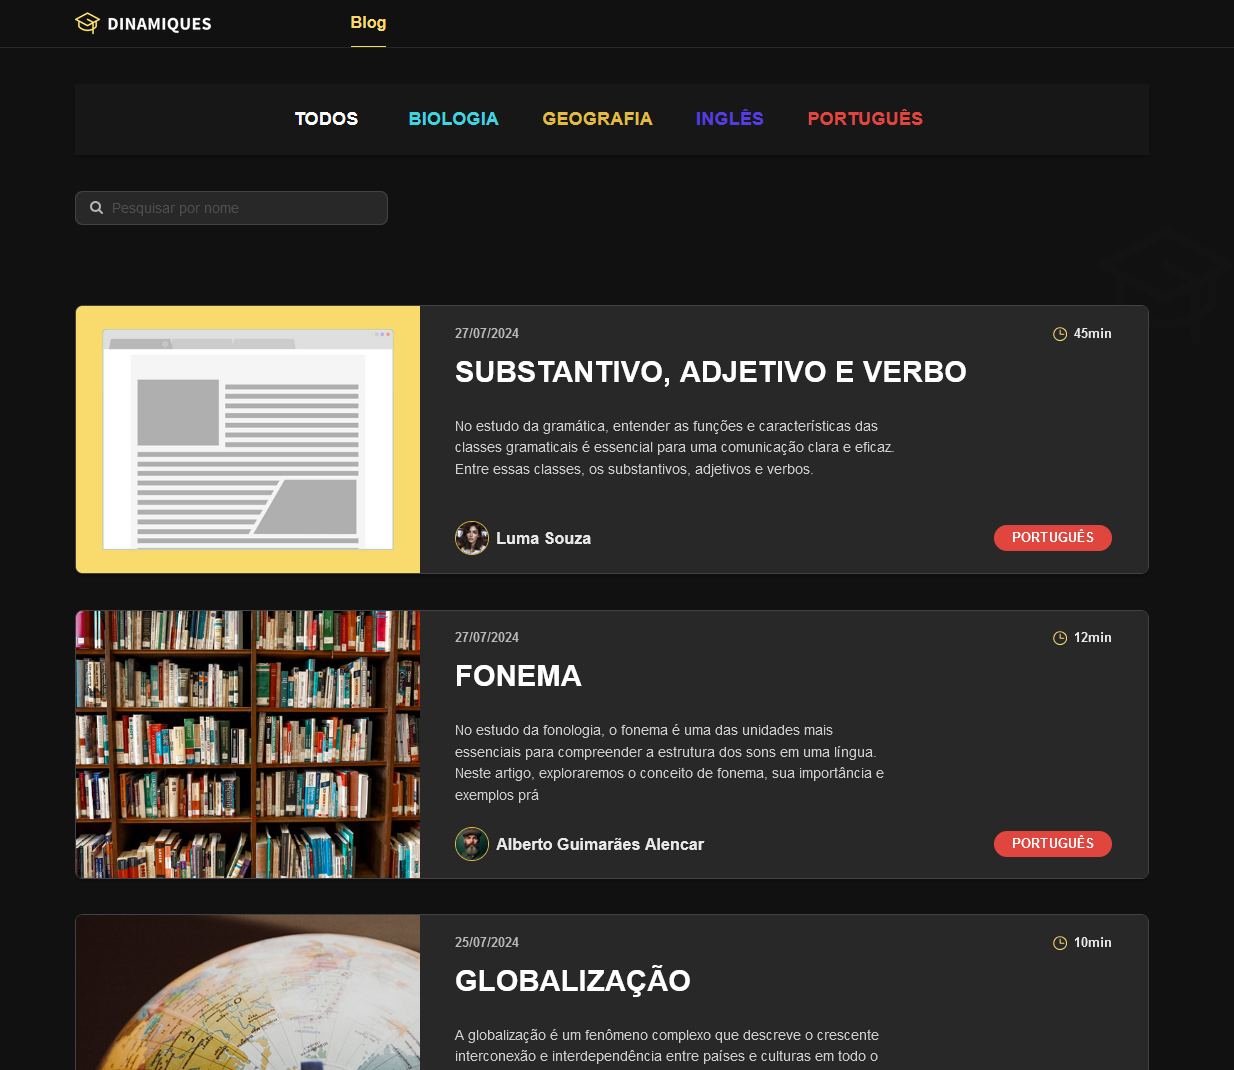 DINAMIQUES
Blog
TODOS
BIOLOGIA
GEOGRAFIA
INGLÊS
PORTUGUÊS
Pesquisar por nome
27/07/2024
45min
SUBSTANTIVO, ADJETIVO E VERBO
No estudo da gramática, entender as funções e características das
classes gramaticais é essencial para uma comunicação clara e eficaz.
Entre essas classes, os substantivos, adjetivos e verbos.
Luma Souza
PORTUGUÊS
27/07/2024
12min
FONEMA
No estudo da fonologia, o fonema é uma das unidades mais
essenciais para compreender a estrutura dos sons em uma língua.
Neste artigo, exploraremos o conceito de fonema, sua importância e
exemplos prá
Alberto Guimarães Alencar
PORTUGUÊS
25/07/2024
10min
GLOBALIZAÇÃO
A globalização é um fenômeno complexo que descreve o crescente
interconexão e interdependência entre países e culturas em todo o